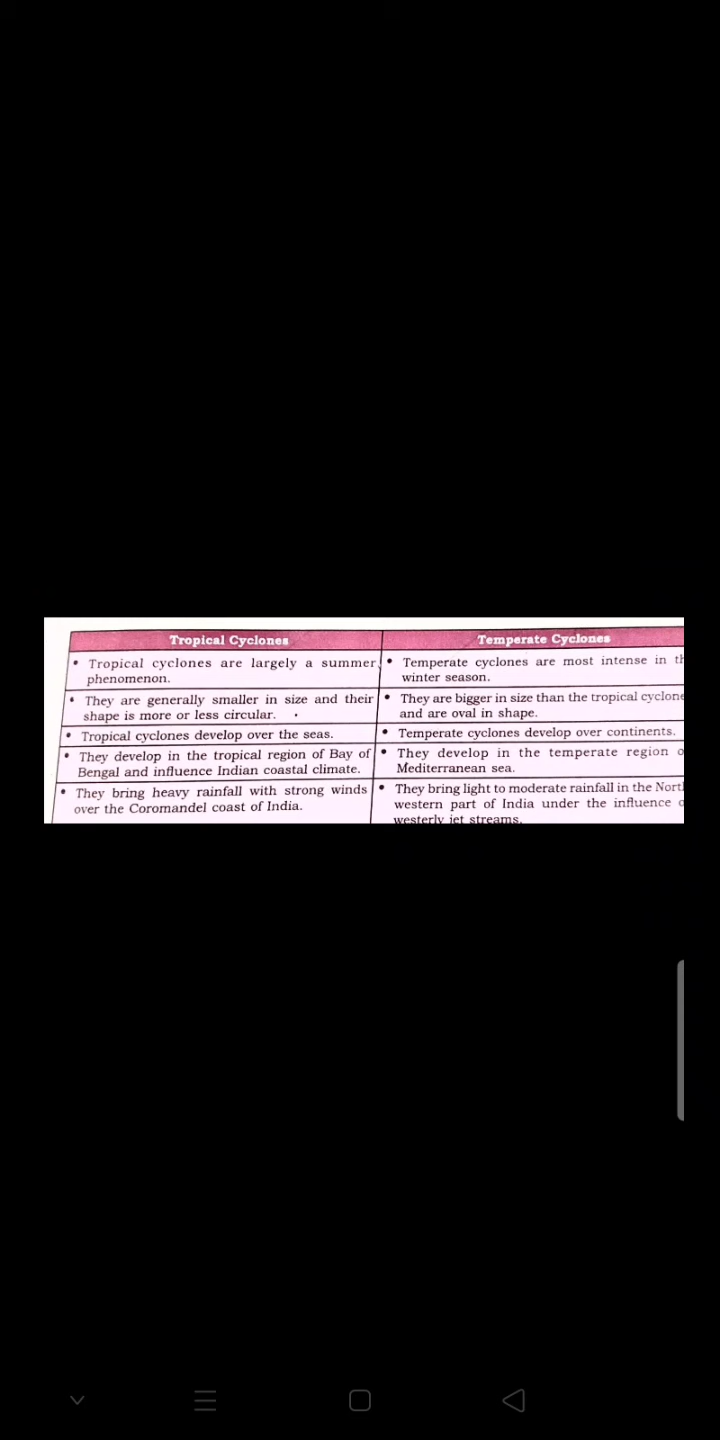 Tropical Cyclones
Temperate Cyclones
• Tropical cyclones are largely a summer
phenomenon.
• Temperate cyclones are most intense in th
winter season.
• They are generally smaller in size and their
shape is more or less circular.
• They are bigger in size than the tropical cyclone
and are oval in shape.
• Tropical cyclones develop over the seas.
• Temperate cyclones develop over continents.
• They develop in the tropical region of Bay of
Bengal and influence Indian coastal climate.
• They develop in the temperate region o
Mediterranean sea.
• They bring heavy rainfall with strong winds
over the Coromandel coast of India.
• They bring light to moderate rainfall in the Nort
western part of India under the influence o
westerly jet streams.